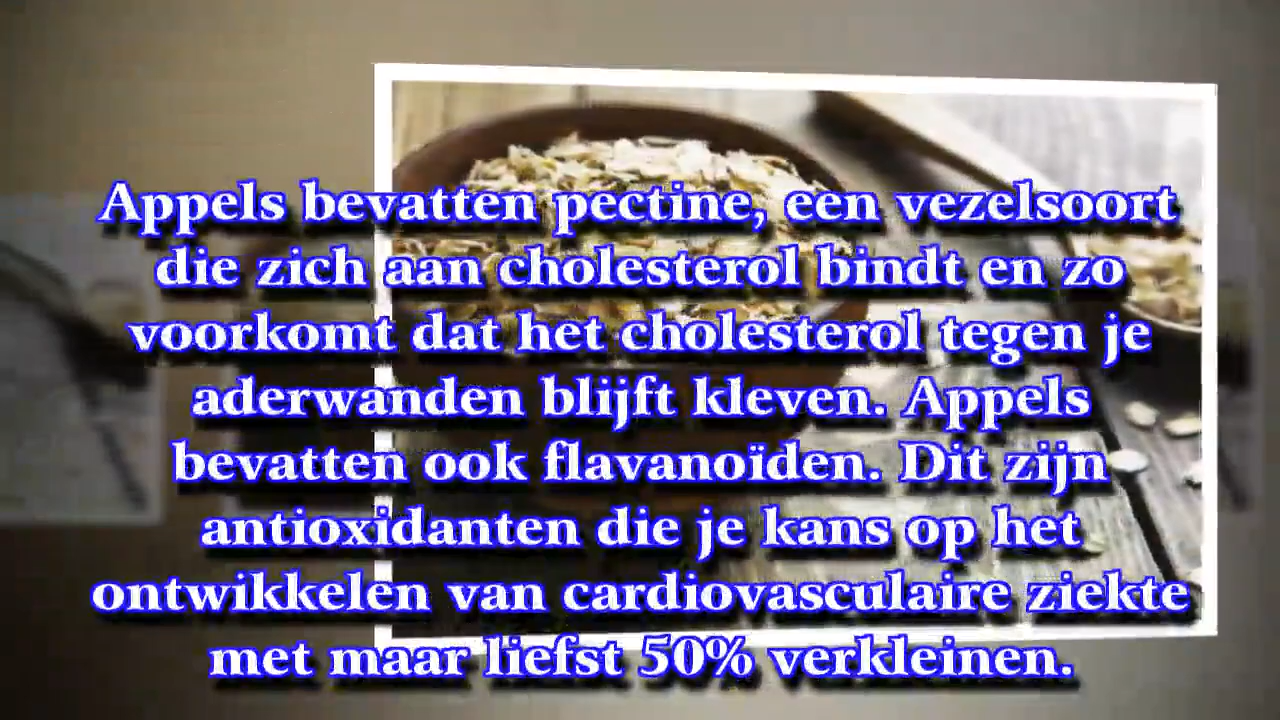 Appels bevatten pectine, een vezelsoort
die zich aan cholesterol bindt en zo
voorkomt dat het cholesterol tegen je
aderwanden blijft kleven. Appels
bevatten ook flavanoïden. Dit zijn
antioxidanten die je kans op het
ontwikkelen van cardiovasculaire ziekte
met maar liefst 50% verkleinen.